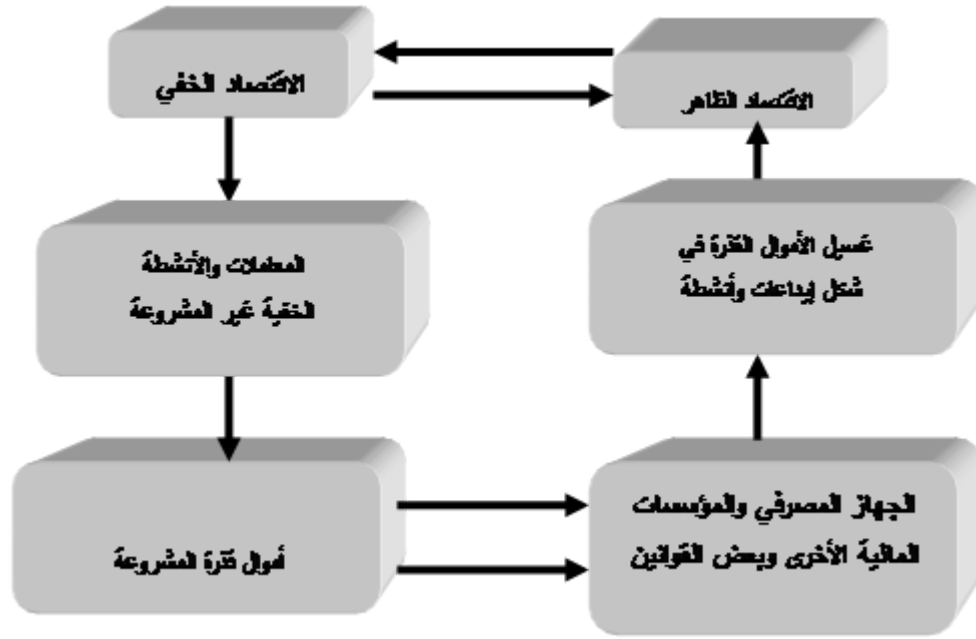 الاقتصاد الخفي
الاقتصاد الظاهر
المعاملات والأنشطة
الخفية غير المشروعة
غسيل الأموال القذرة في
شكل إيداعات وأنشطة
أموال قذرة المشروعة
الجهاز المصرفي والمؤسسات
المالية الأخرى وبعض القوانين